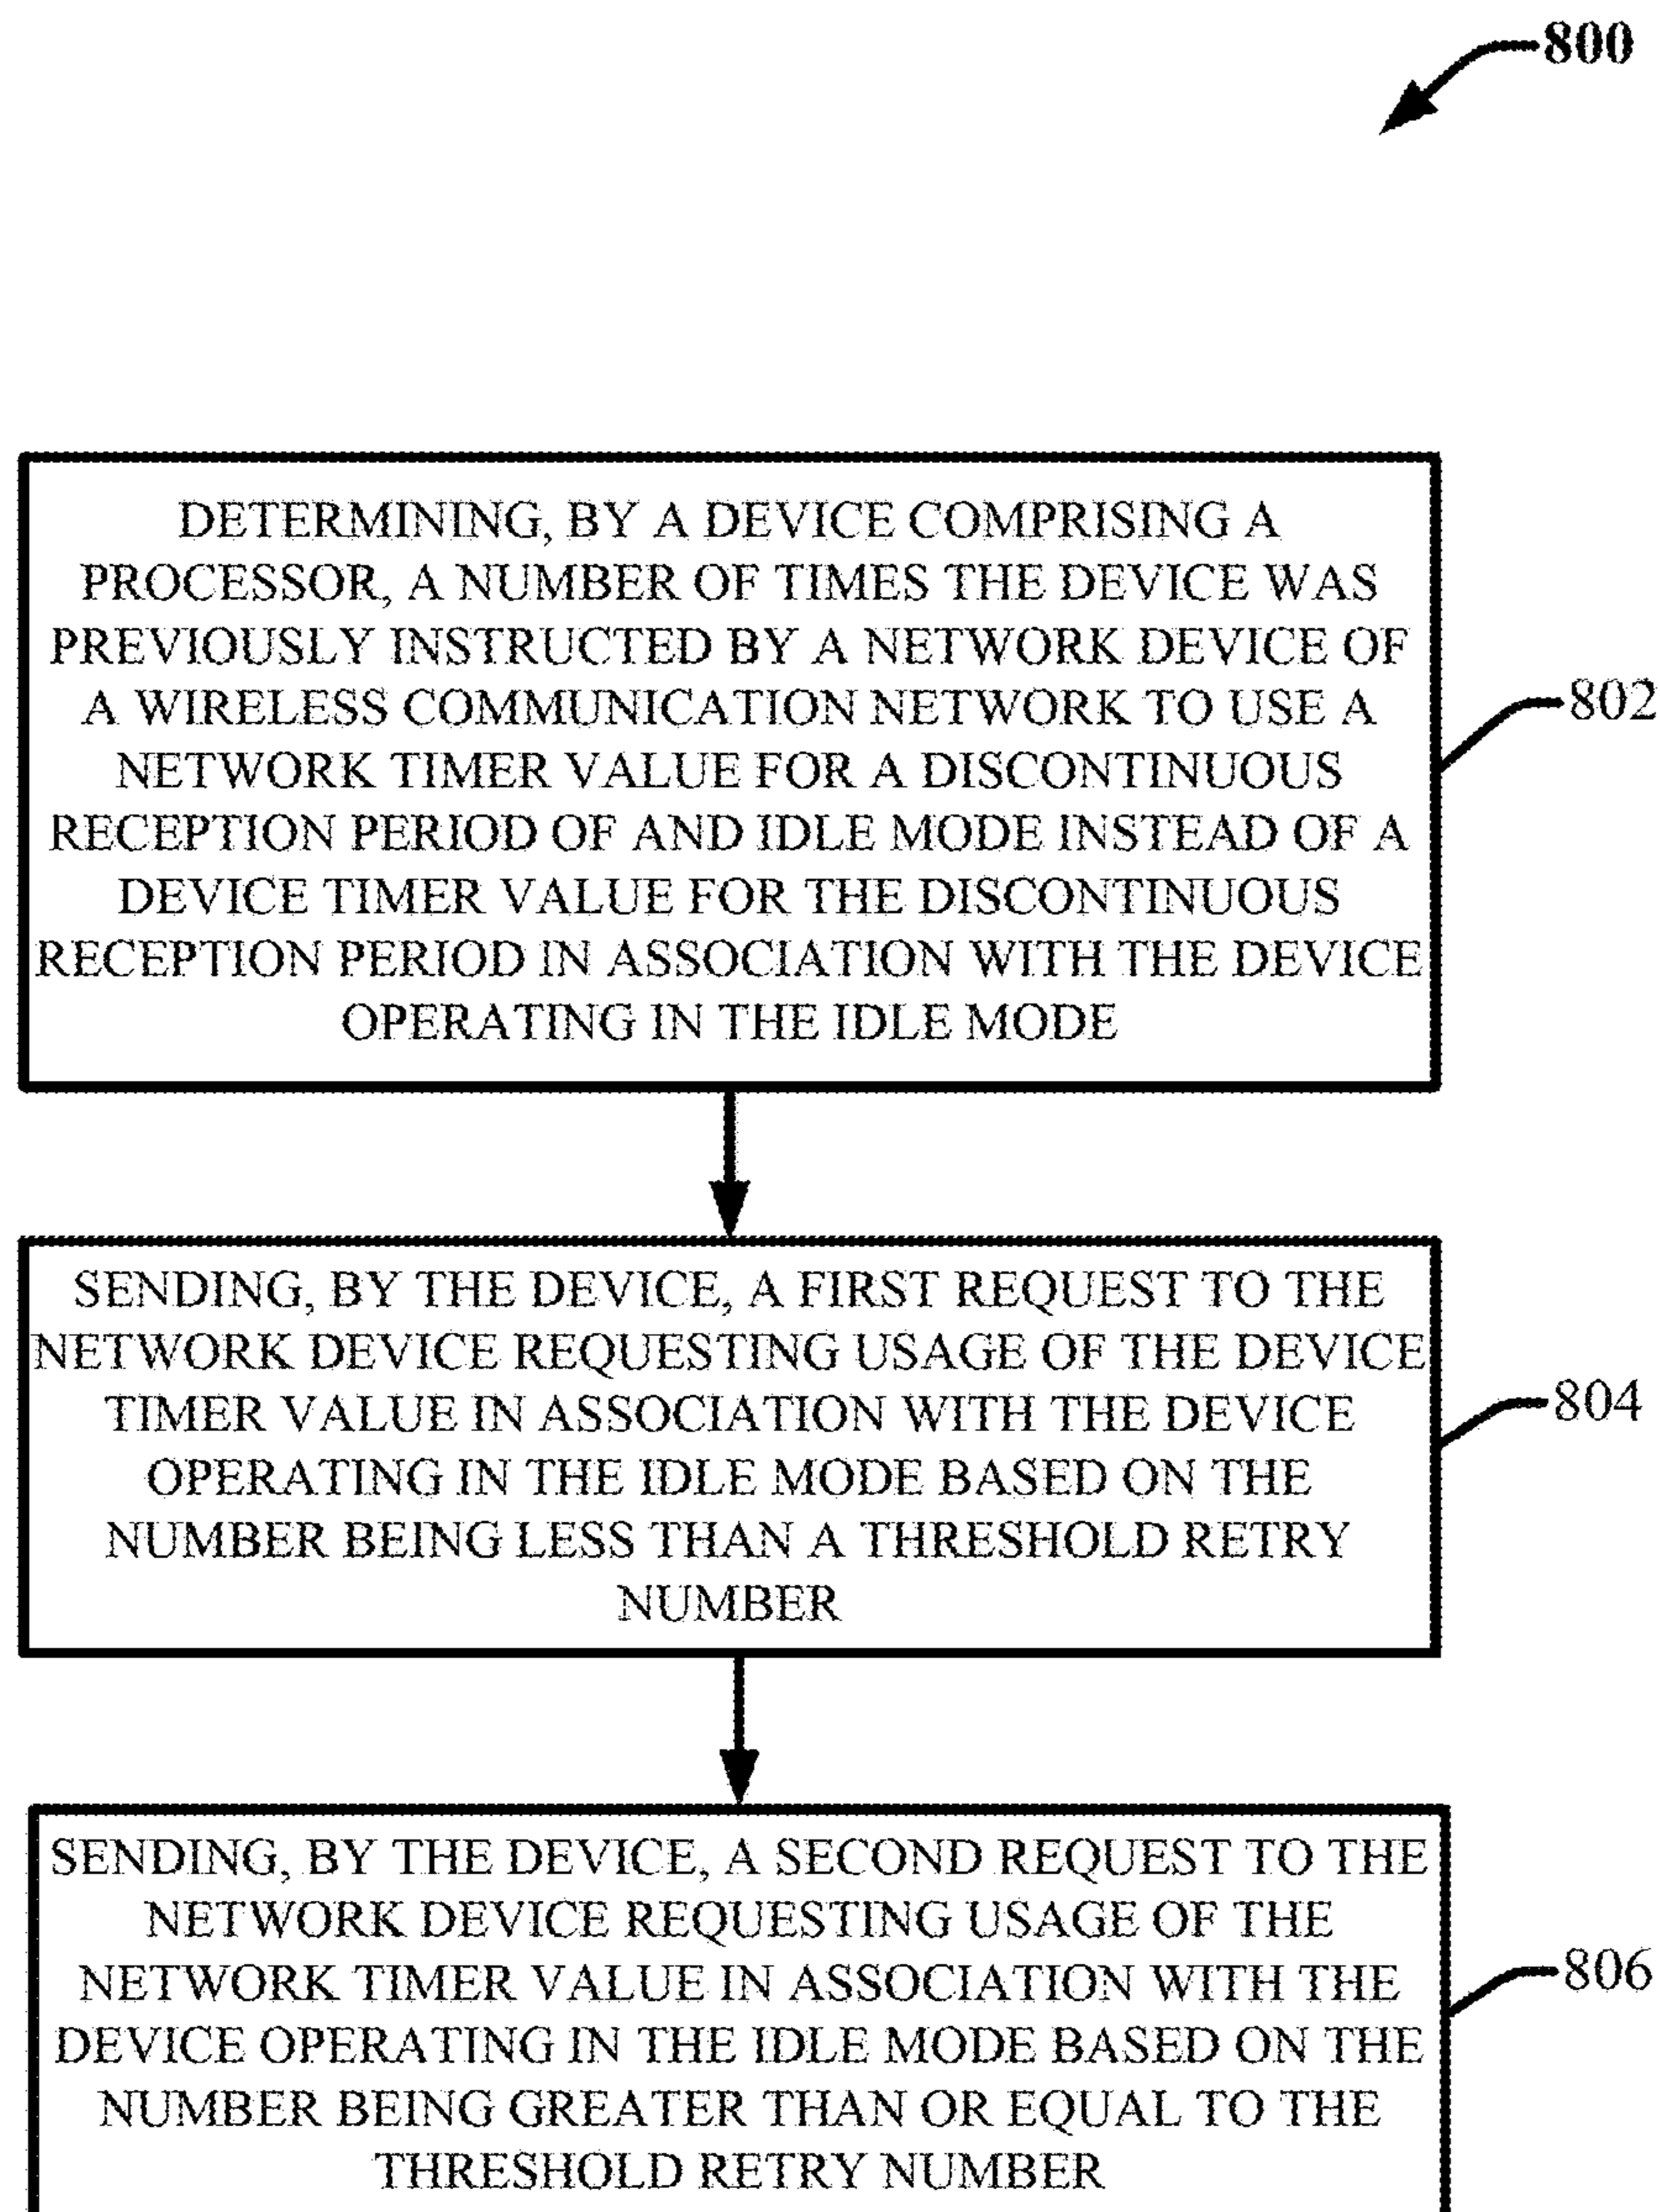 800
DETERMINING, BY A DEVICE COMPRISING A
PROCESSOR, A NUMBER OF TIMES THE DEVICE WAS
PREVIOUSLY INSTRUCTED BY A NETWORK DEVICE OF
A WIRELESS COMMUNICATION NETWORK TO USE A
NETWORK TIMER VALUE FOR A DISCONTINUOUS
RECEPTION PERIOD OF AND IDLE MODE INSTEAD OF A
DEVICE TIMER VALUE FOR THE DISCONTINUOUS
RECEPTION PERIOD IN ASSOCIATION WITH THE DEVICE
OPERATING IN THE IDLE MODE
802
SENDING, BY THE DEVICE, A FIRST REQUEST TO THE
NETWORK DEVICE REQUESTING USAGE OF THE DEVICE
TIMER VALUE IN ASSOCIATION WITH THE DEVICE
OPERATING IN THE IDLE MODE BASED ON THE
NUMBER BEING LESS THAN A THRESHOLD RETRY
NUMBER
804
SENDING, BY THE DEVICE, A SECOND REQUEST TO THE
NETWORK DEVICE REQUESTING USAGE OF THE
NETWORK TIMER VALUE IN ASSOCIATION WITH THE
DEVICE OPERATING IN THE IDLE MODE BASED ON THE
NUMBER BEING GREATER THAN OR EQUAL TO THE
THRESHOLD RETRY NUMBER
806